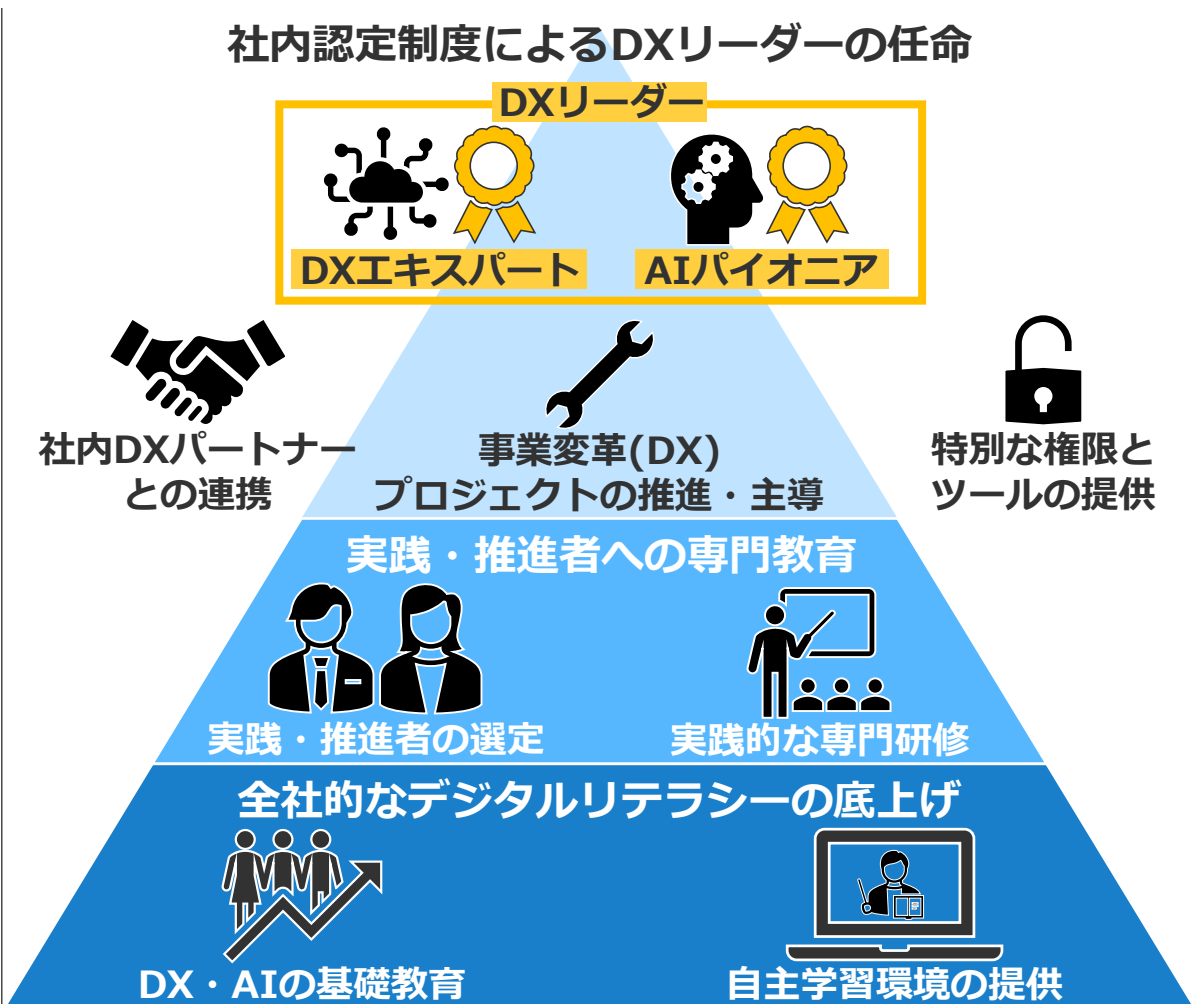 社内認定制度によるDXリーダーの任命
DXリーダー
DXエキスパート
AIパイオニア
社内DXパートナー
との連携
事業変革(DX)
プロジェクトの推進・主導
特別な権限と
ツールの提供
実践・推進者への専門教育
実践・推進者の選定
実践的な専門研修
全社的なデジタルリテラシーの底上げ
DX・AIの基礎教育
自主学習環境の提供